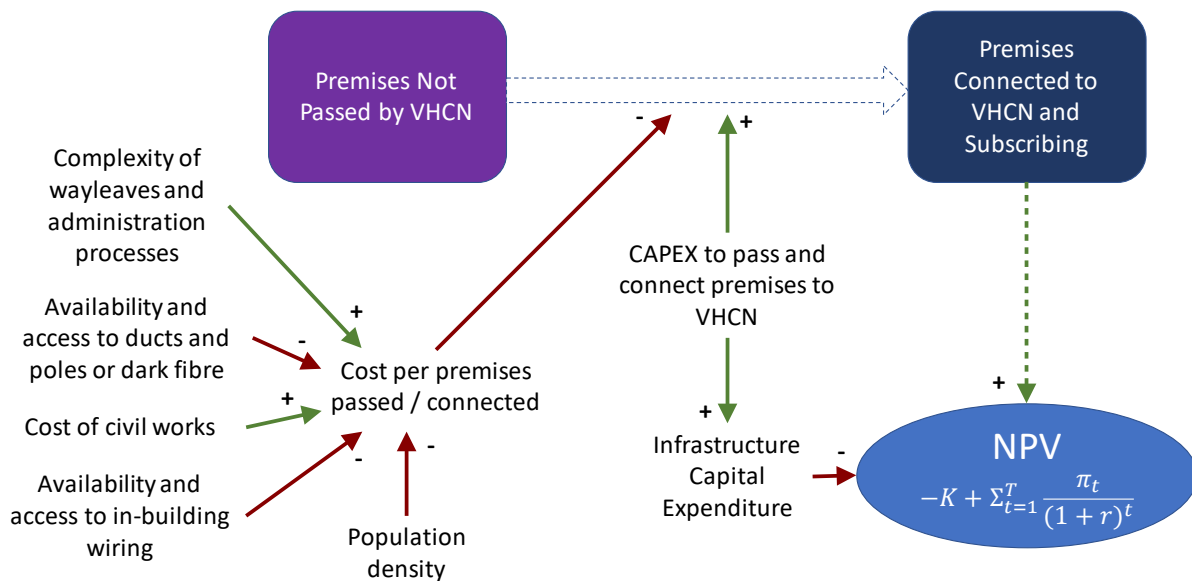 Premises Not
Passed by VHCN
Premises
Connected to
VHCN and
Subscribing
-
+
Complexity of
wayleaves and
administration
processes
+
Availability and
access to ducts and
poles or dark fibre
-
Cost per premises
passed / connected
+
Cost of civil works
-
-
Availability and
access to in-building
wiring
Population
density
CAPEX to pass and
connect premises to
VHCN
+
Infrastructure
Capital
Expenditure
-
+
NPV
−K + Σ_{t=1}^{T} π_t / (1 + r)^t